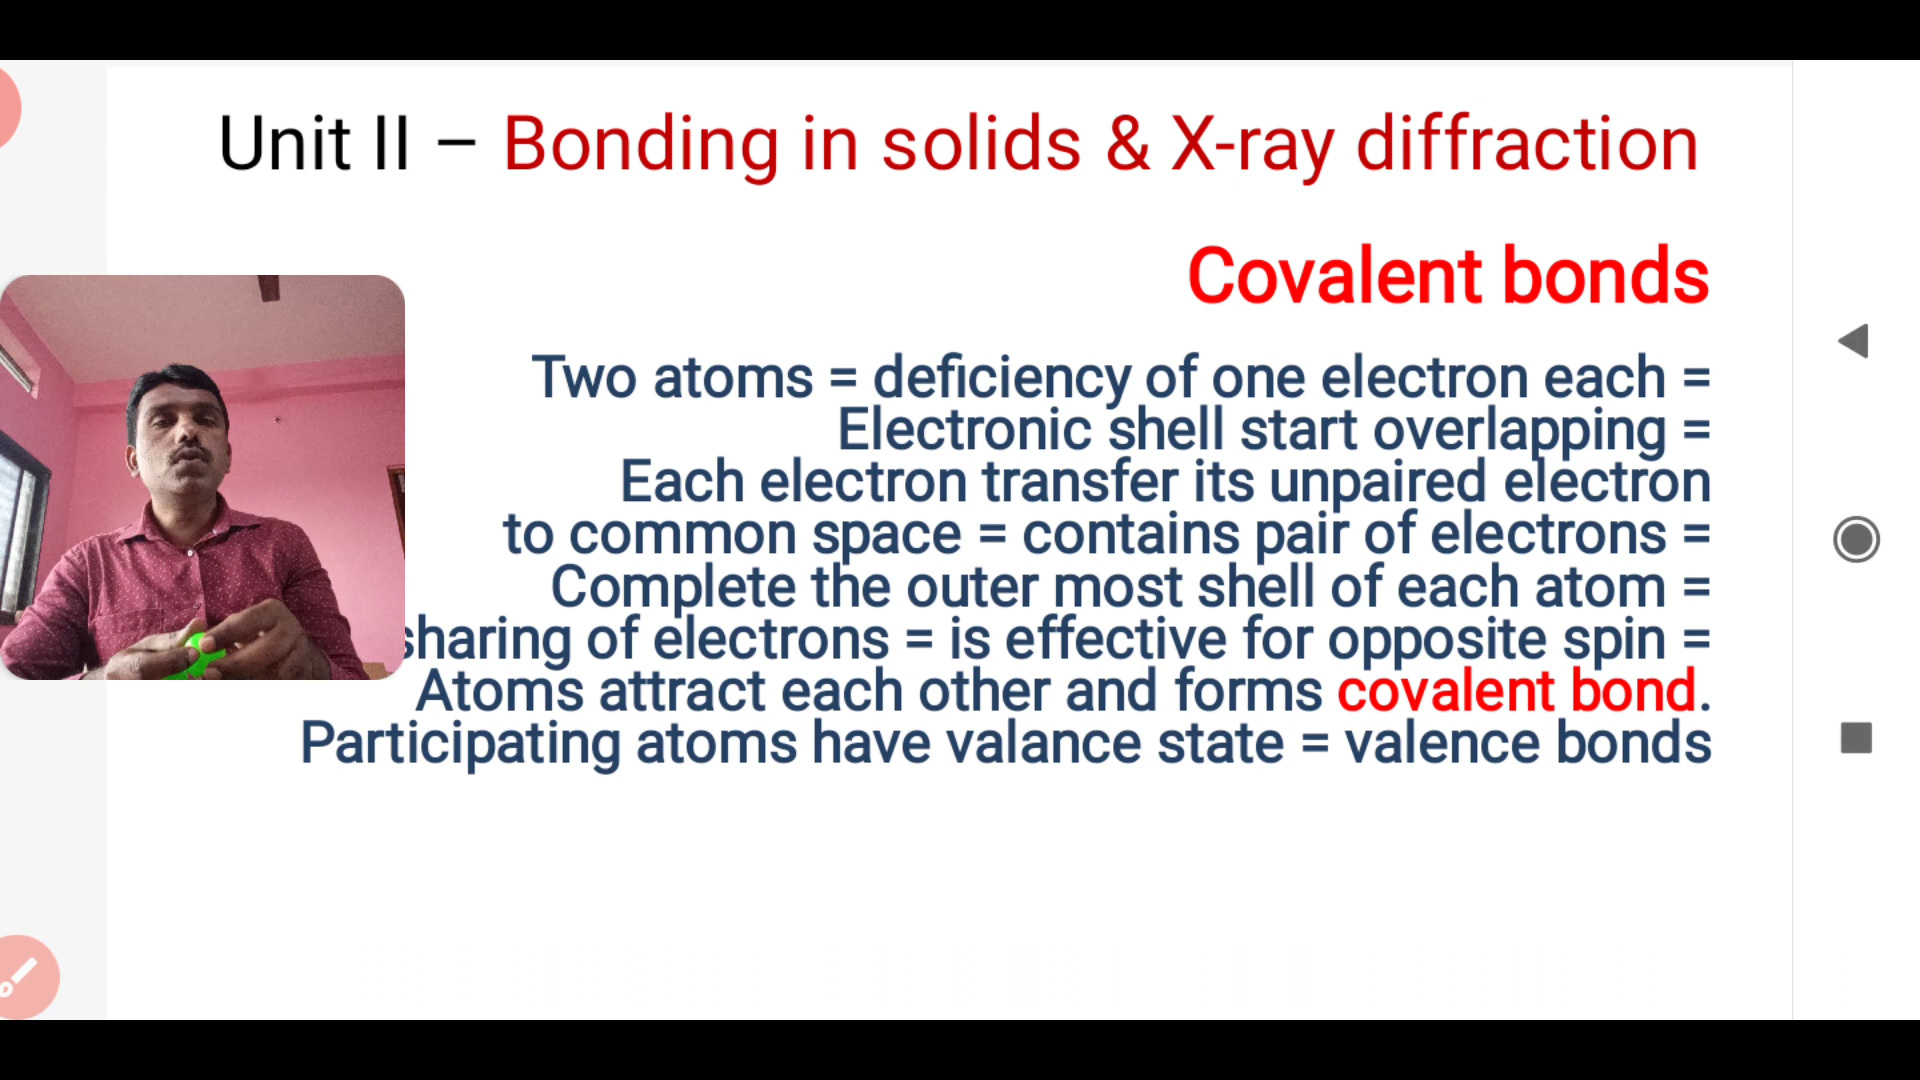 Unit II – Bonding in solids & X-ray diffraction
Covalent bonds
Two atoms = deficiency of one electron each =
Electronic shell start overlapping =
Each electron transfer its unpaired electron
to common space = contains pair of electrons =
Complete the outer most shell of each atom =
sharing of electrons = is effective for opposite spin =
Atoms attract each other and forms covalent bond.
Participating atoms have valance state = valence bonds